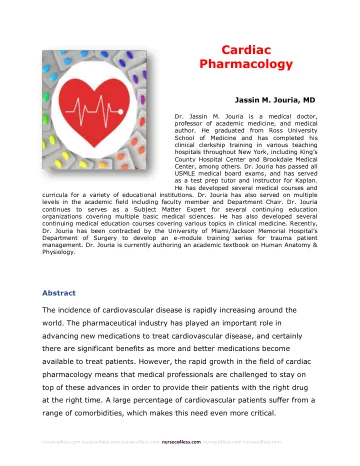 Cardiac
Pharmacology
Jassin M. Jouria, MD
Dr. Jassin M. Jouria is a medical doctor,
professor of academic medicine, and medical
author. He graduated from Ross University
School of Medicine and has completed his
clinical clerkship training in various teaching
hospitals throughout New York, including King's
County Hospital Center and Brookdale Medical
Center, among others. Dr. Jouria has passed all
USMLE medical board exams, and has served
as a test prep tutor and instructor for Kaplan.
He has developed several medical courses and
curricula for a variety of educational institutions. Dr. Jouria has also served on multiple
levels in the academic field including faculty member and Department Chair. Dr. Jouria
continues to serves as a Subject Matter Expert for several continuing education
organizations covering multiple basic medical sciences. He has also developed several
continuing medical education courses covering various topics in clinical medicine. Recently,
Dr. Jouria has been contracted by the University of Miami/Jackson Memorial Hospital's
Department of Surgery to develop an e-module training series for trauma patient
management. Dr. Jouria is currently authoring an academic textbook on Human Anatomy &
Physiology.
Abstract
The incidence of cardiovascular disease is rapidly increasing around the
world. The pharmaceutical industry has played an important role in
advancing new medications to treat cardiovascular disease, and certainly
there are significant benefits as more and better medications become
available to treat patients. However, the rapid growth in the field of cardiac
pharmacology means that medical professionals are challenged to stay on
top of these advances in order to provide their patients with the right drug
at the right time. A large percentage of cardiovascular patients suffer from a
range of comorbidities, which makes this need even more critical.
nursece4less.com nursece4less.com nursece4less.com nursece4less.com nursece4less.com nursece4less.com